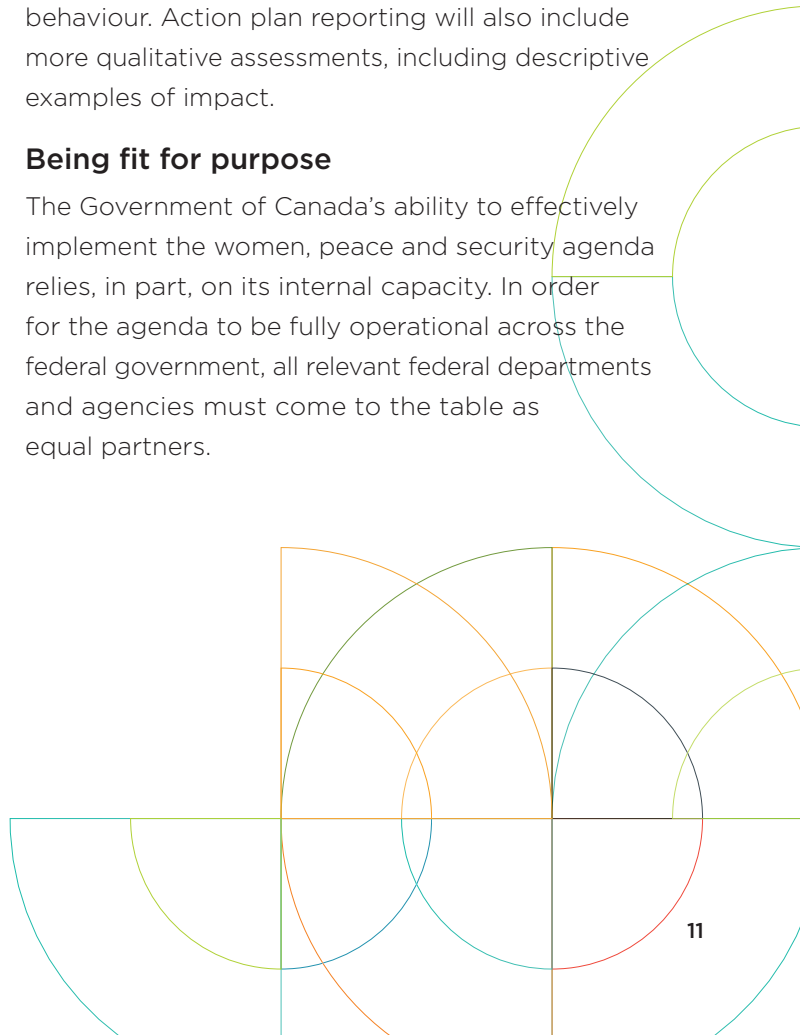 behaviour. Action plan reporting will also include
more qualitative assessments, including descriptive
examples of impact.
Being fit for purpose
The Government of Canada’s ability to effectively
implement the women, peace and security agenda
relies, in part, on its internal capacity. In order
for the agenda to be fully operational across the
federal government, all relevant federal departments
and agencies must come to the table as
equal partners.
11